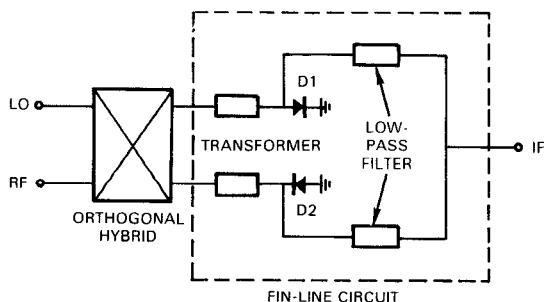 D1
LO
TRANSFORMER
LOW-
PASS
FILTER
IF
RF
D2
ORTHOGONAL
HYBRID
FIN-LINE CIRCUIT